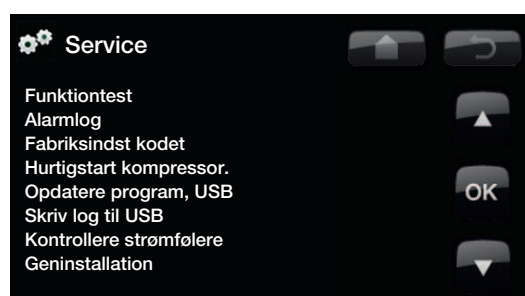 Service
Funktiontest
Alarmlog
Fabriksindst kodet
Hurtigstart kompressor.
Opdatere program, USB
OK
Skriv log til USB
Kontrollere strømfølere
Geninstallation